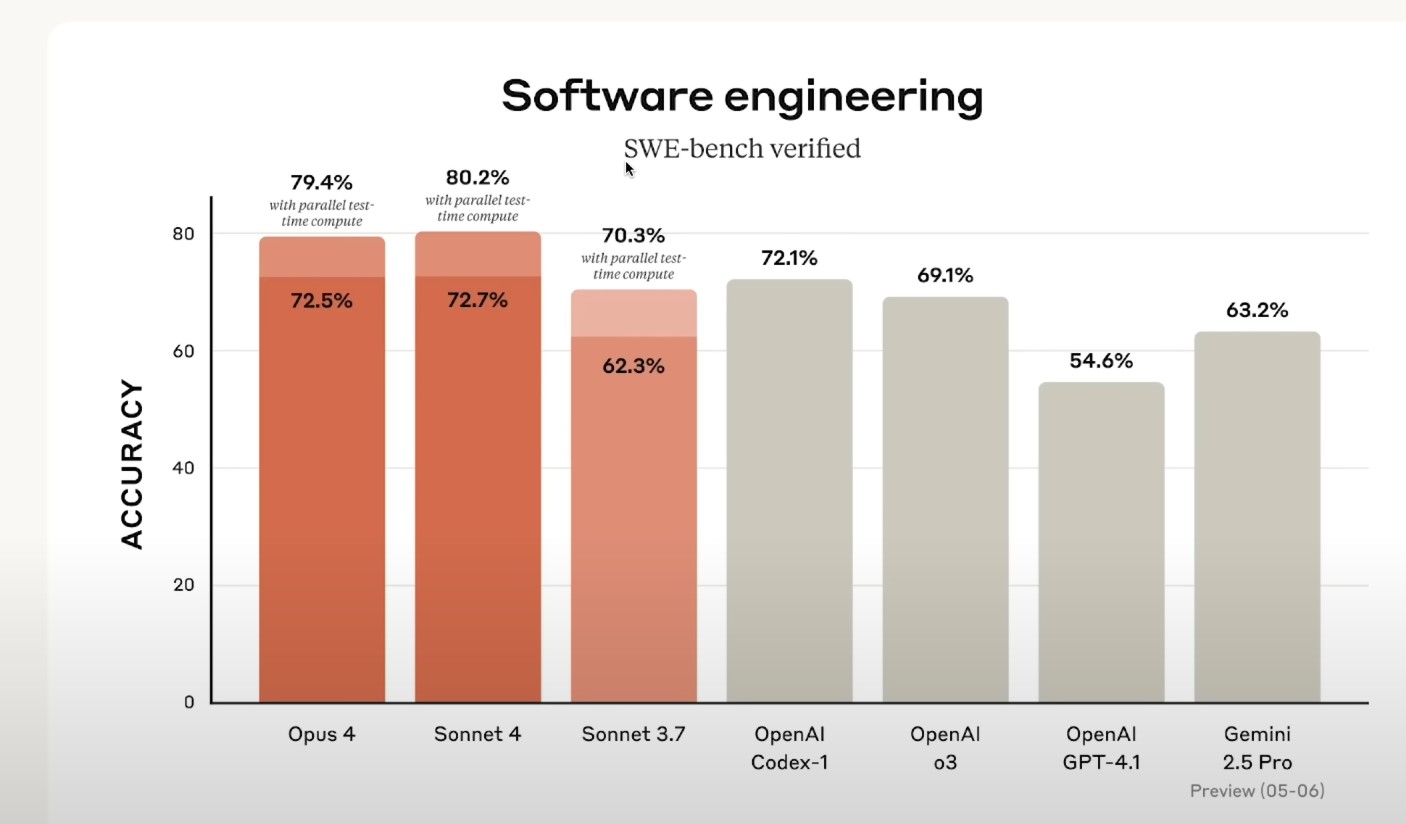 Software engineering
SWE-bench verified
79.4%
with parallel test-
time compute
80.2%
with parallel test-
time compute
70.3%
with parallel test-
time compute
72.1%
69.1%
54.6%
63.2%
72.5%
72.7%
62.3%
ACCURACY
80
60
40
20
0
Opus 4
Sonnet 4
Sonnet 3.7
OpenAI
Codex-1
OpenAI
o3
OpenAI
GPT-4.1
Gemini
2.5 Pro
Preview (05-06)